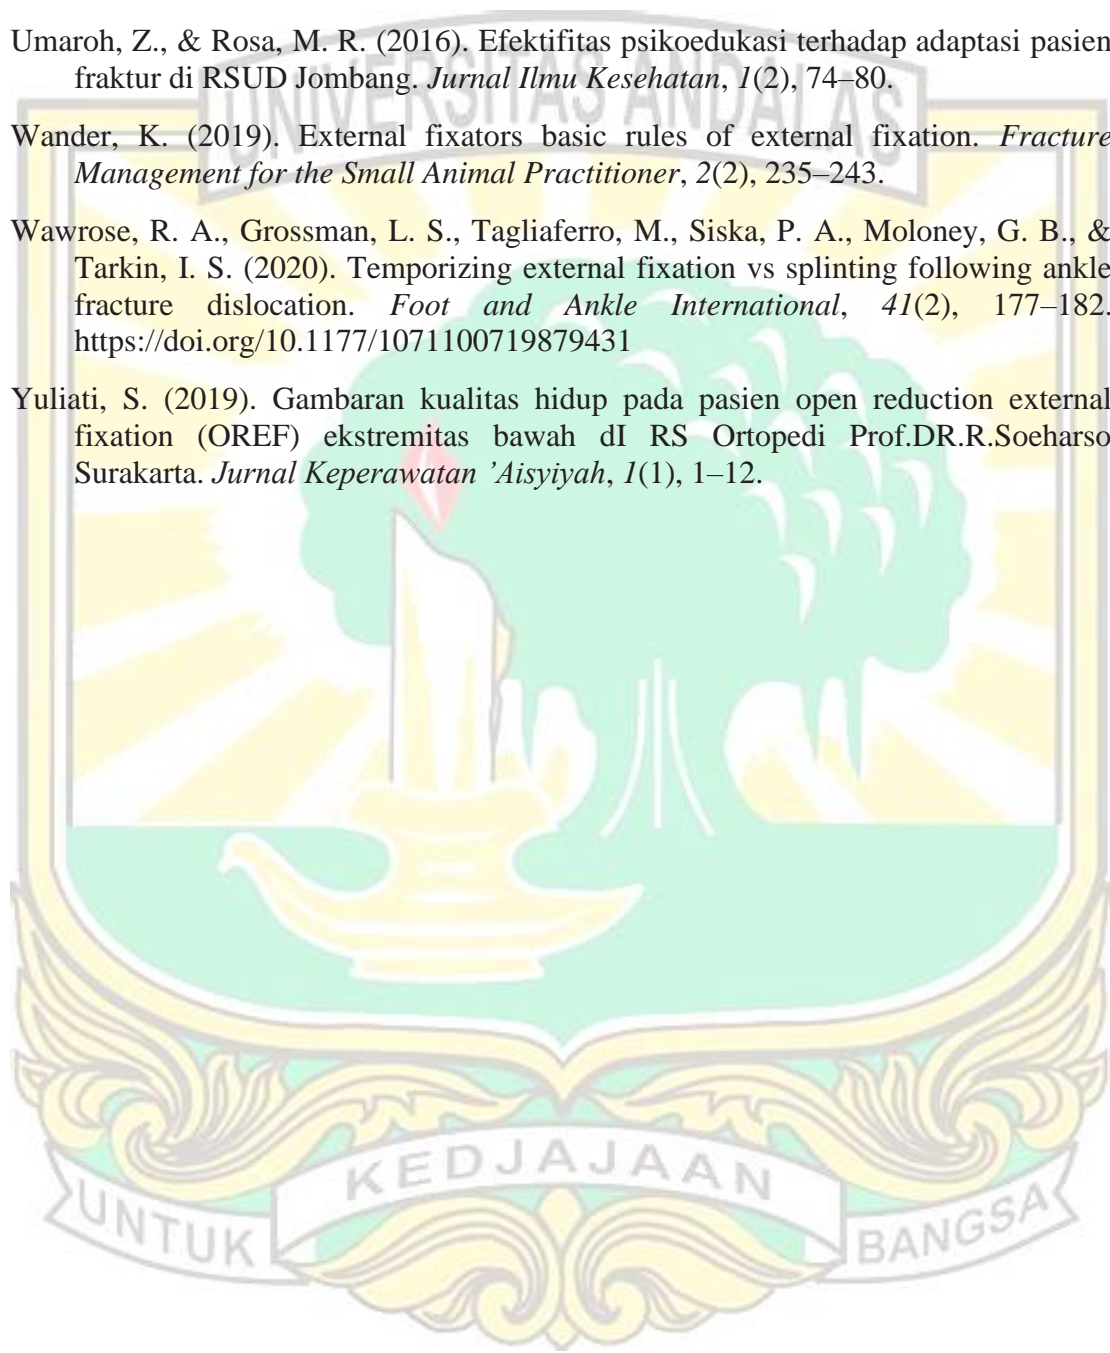 Umaroh, Z., & Rosa, M. R. (2016). Efektifitas psikoedukasi terhadap adaptasi pasien
fraktur di RSUD Jombang. Jurnal Ilmu Kesehatan, 1(2), 74–80.
UNIVERSITAS ANDALAS
Wander, K. (2019). External fixators basic rules of external fixation. Fracture
Management for the Small Animal Practitioner, 2(2), 235–243.
Wawrose, R. A., Grossman, L. S., Tagliaferro, M., Siska, P. A., Moloney, G. B., &
Tarkin, I. S. (2020). Temporizing external fixation vs splinting following ankle
fracture dislocation. Foot and Ankle International, 41(2), 177–182.
https://doi.org/10.1177/1071100719879431
Yuliati, S. (2019). Gambaran kualitas hidup pada pasien open reduction external
fixation (OREF) ekstremitas bawah dI RS Ortopedi Prof.DR.R.Soeharso
Surakarta. Jurnal Keperawatan ’Aisyiyah, 1(1), 1–12.
UNTUK KEDJAJAAN BANGSA